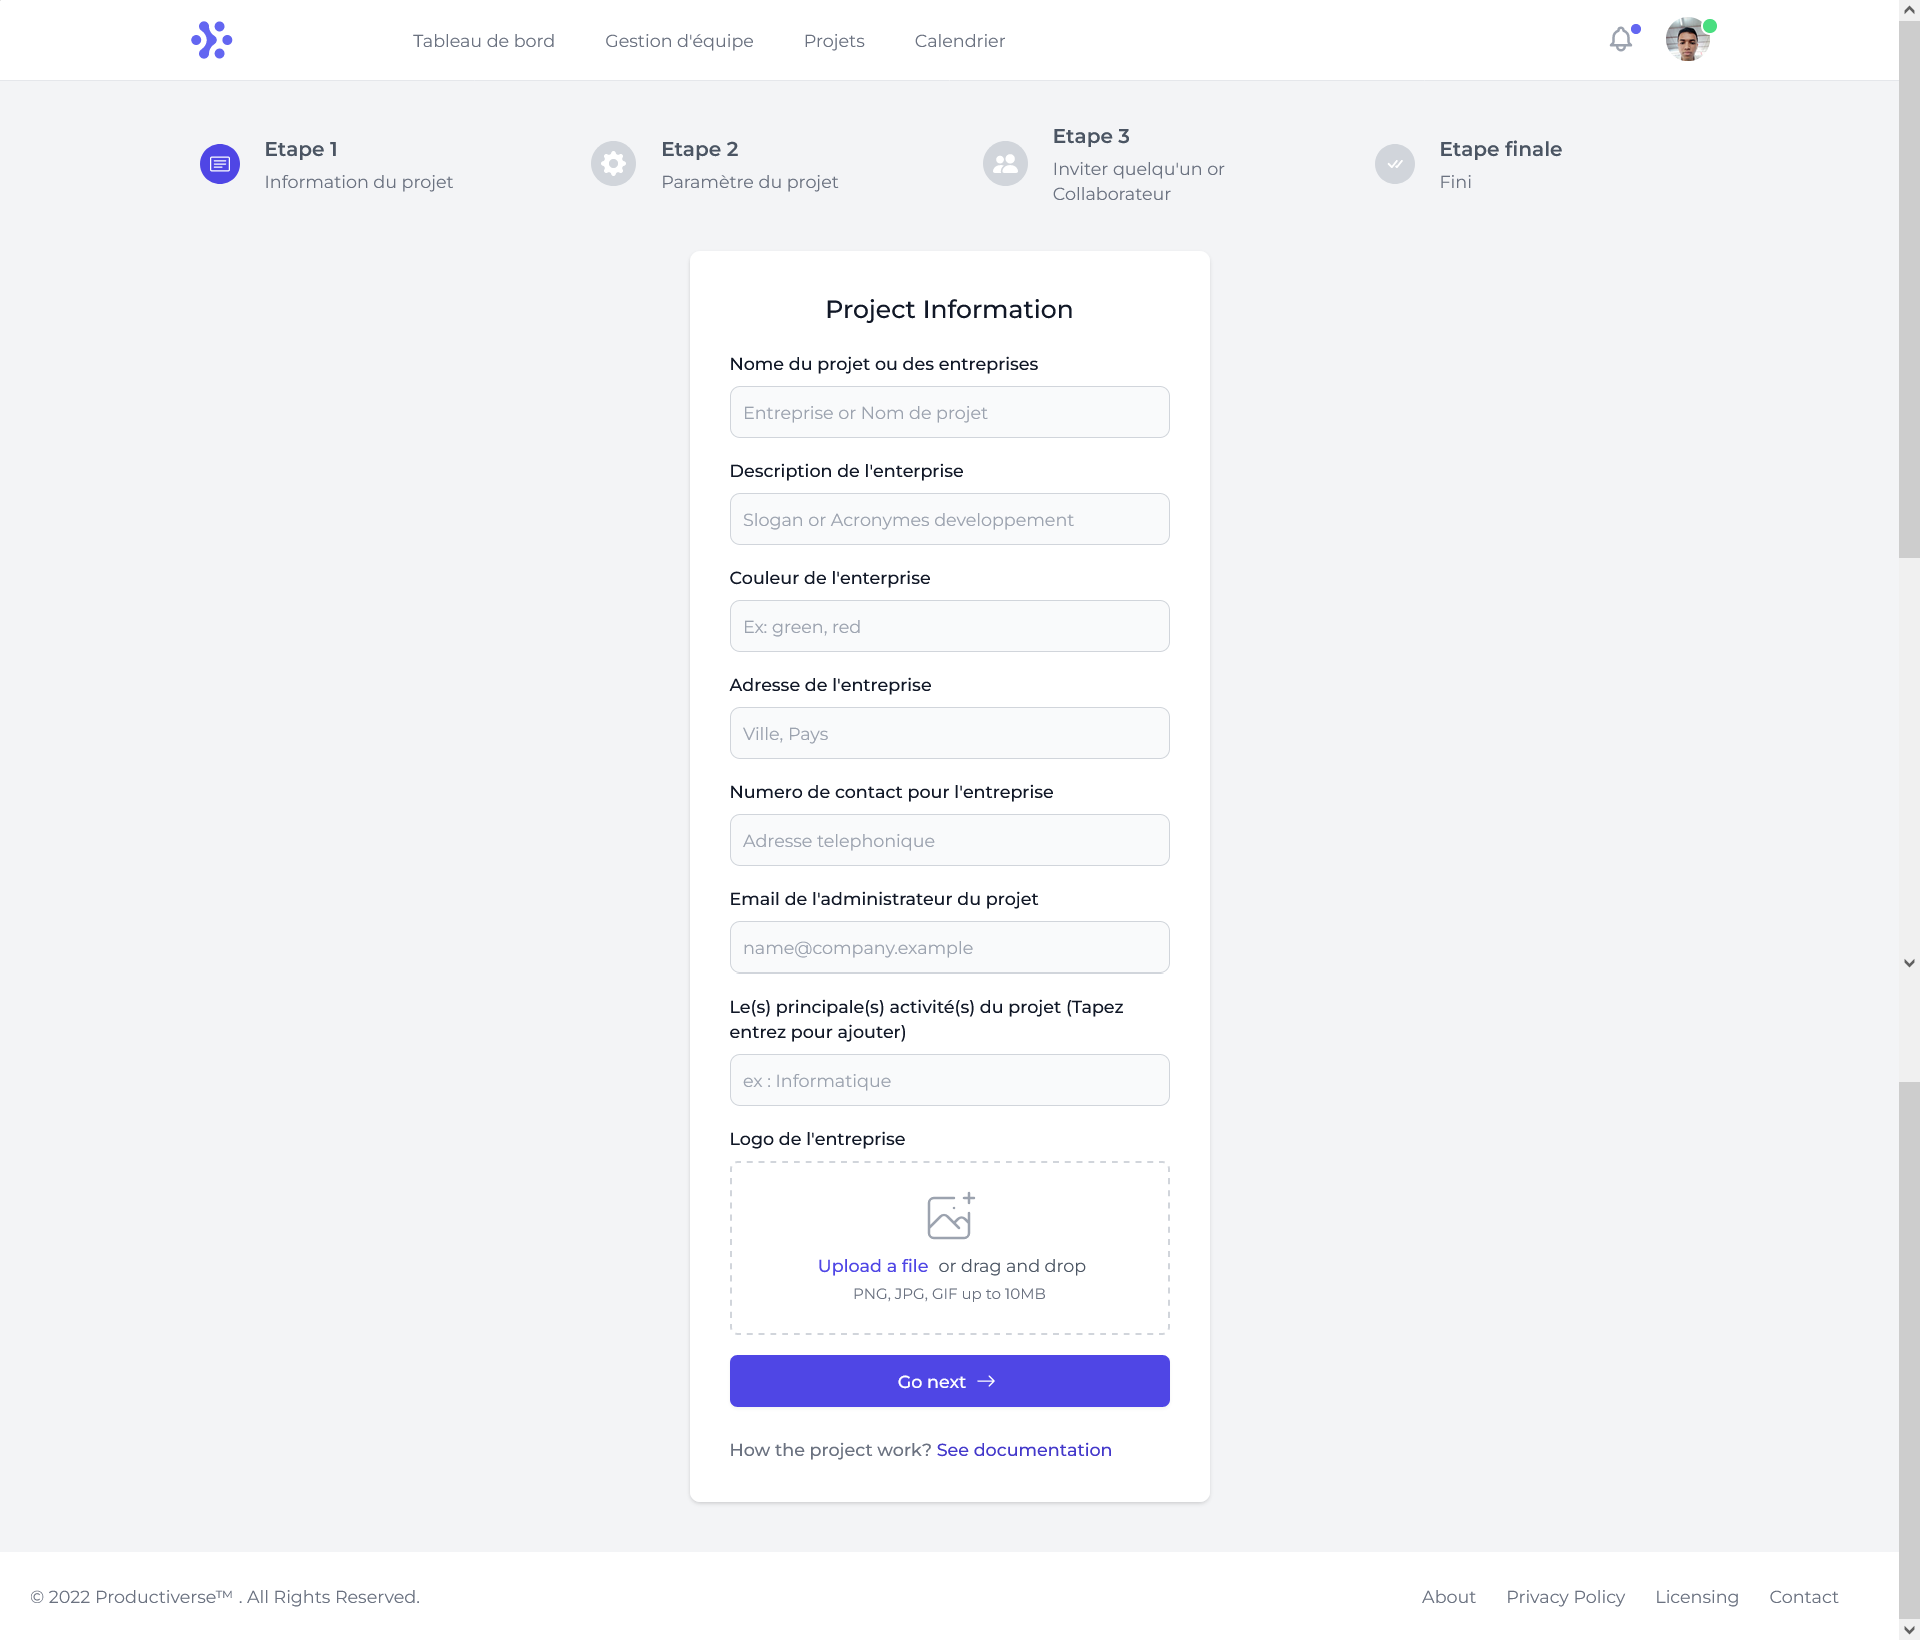 Tableau de bord
Gestion d'équipe
Projets
Calendrier
Etape 1
Information du projet
Etape 2
Paramètre du projet
Etape 3
Inviter quelqu'un or
Collaborateur
Etape finale
Fini
Project Information
Nome du projet ou des entreprises
Entreprise or Nom de projet
Description de l'enterprise
Slogan or Acronymes developpement
Couleur de l'enterprise
Ex: green, red
Adresse de l'entreprise
Ville, Pays
Numero de contact pour l'entreprise
Adresse telephonique
Email de l'administrateur du projet
name@company.example
Le(s) principale(s) activité(s) du projet (Tapez
entrez pour ajouter)
ex : Informatique
Logo de l'entreprise
Upload a file or drag and drop
PNG, JPG, GIF up to 10MB
Go next
How the project work? See documentation
© 2022 Productiverse™ . All Rights Reserved.
About
Privacy Policy
Licensing
Contact